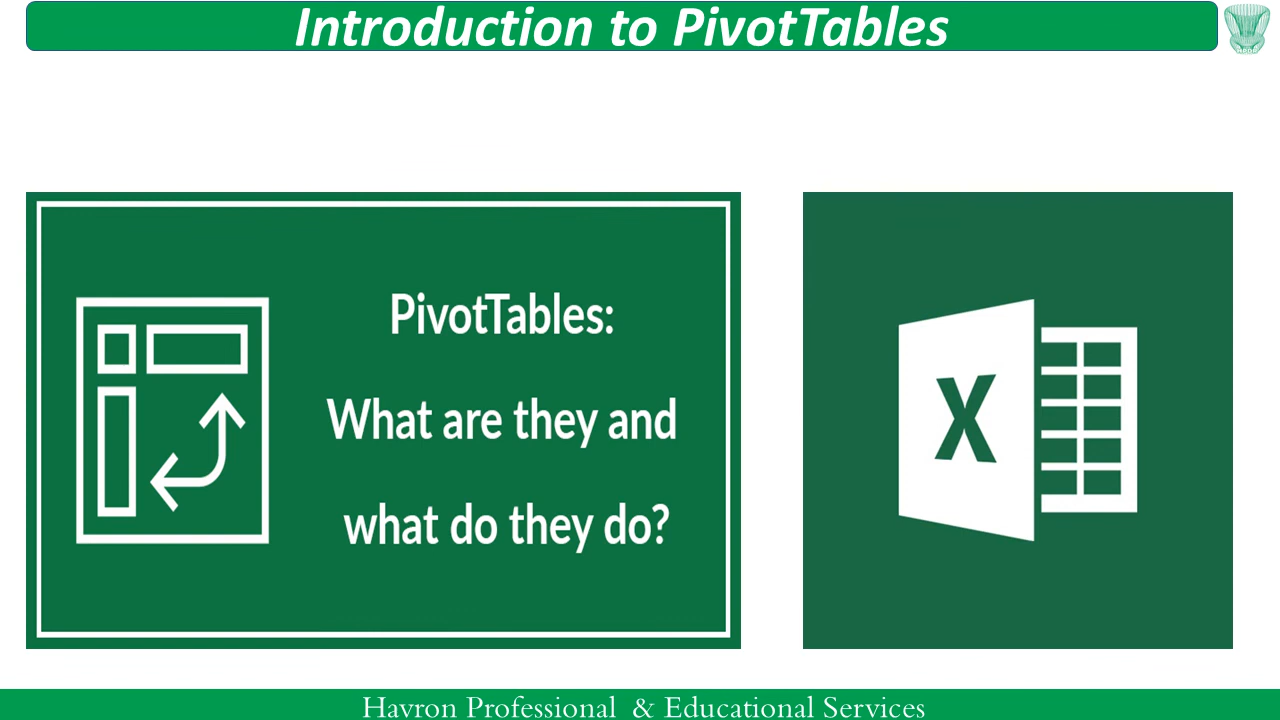 Introduction to PivotTables
PivotTables:
What are they and
what do they do?
X
Havron Professional & Educational Services